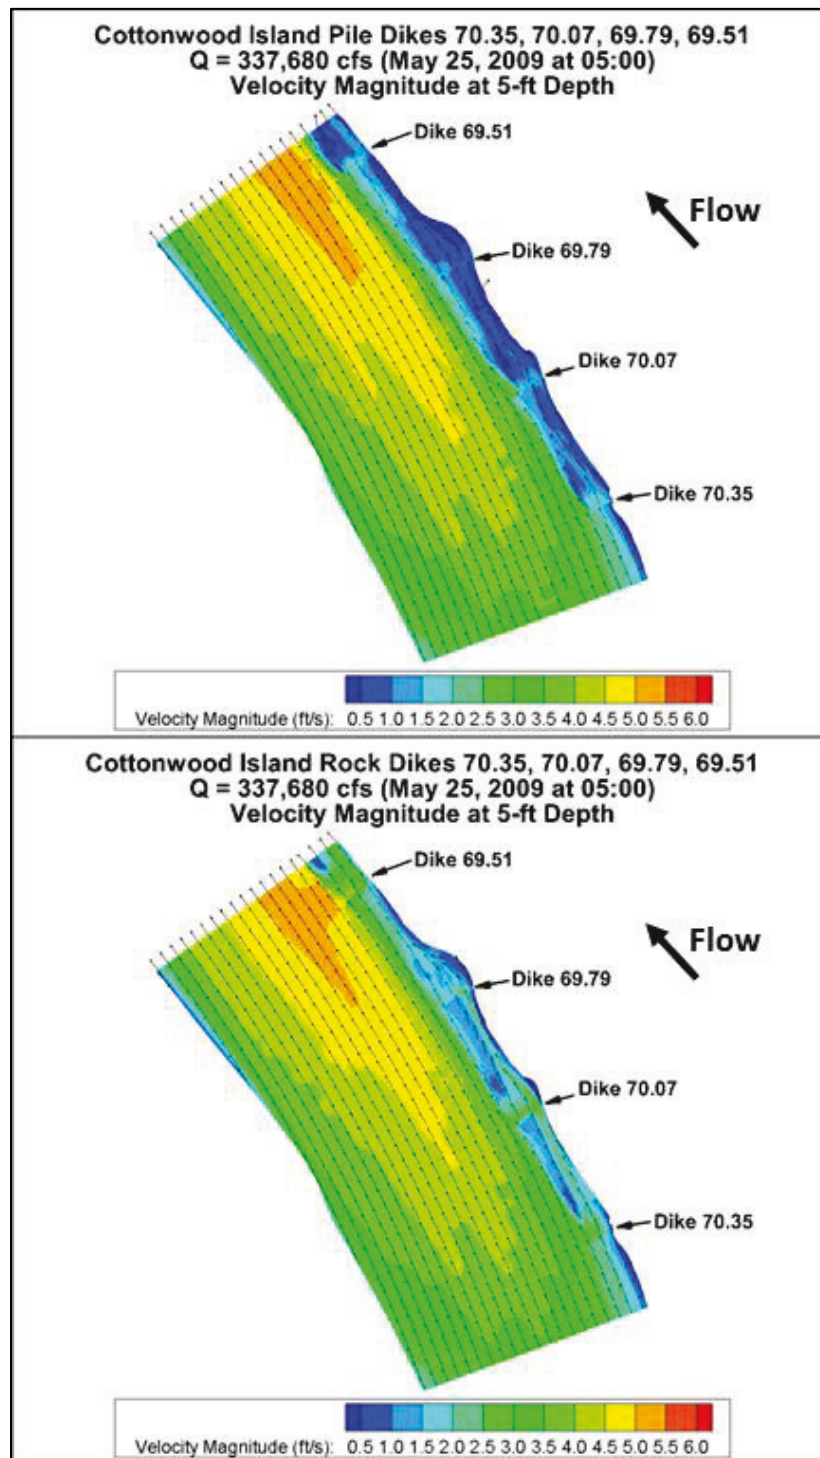 Cottonwood Island Pile Dikes 70.35, 70.07, 69.79, 69.51
Q = 337,680 cfs (May 25, 2009 at 05:00)
Velocity Magnitude at 5-ft Depth
Dike 69.51
Flow
Dike 69.79
Dike 70.07
Dike 70.35
Velocity Magnitude (ft/s): 0.5 1.0 1.5 2.0 2.5 3.0 3.5 4.0 4.5 5.0 5.5 6.0
Cottonwood Island Rock Dikes 70.35, 70.07, 69.79, 69.51
Q = 337,680 cfs (May 25, 2009 at 05:00)
Velocity Magnitude at 5-ft Depth
Dike 69.51
Flow
Dike 69.79
Dike 70.07
Dike 70.35
Velocity Magnitude (ft/s): 0.5 1.0 1.5 2.0 2.5 3.0 3.5 4.0 4.5 5.0 5.5 6.0